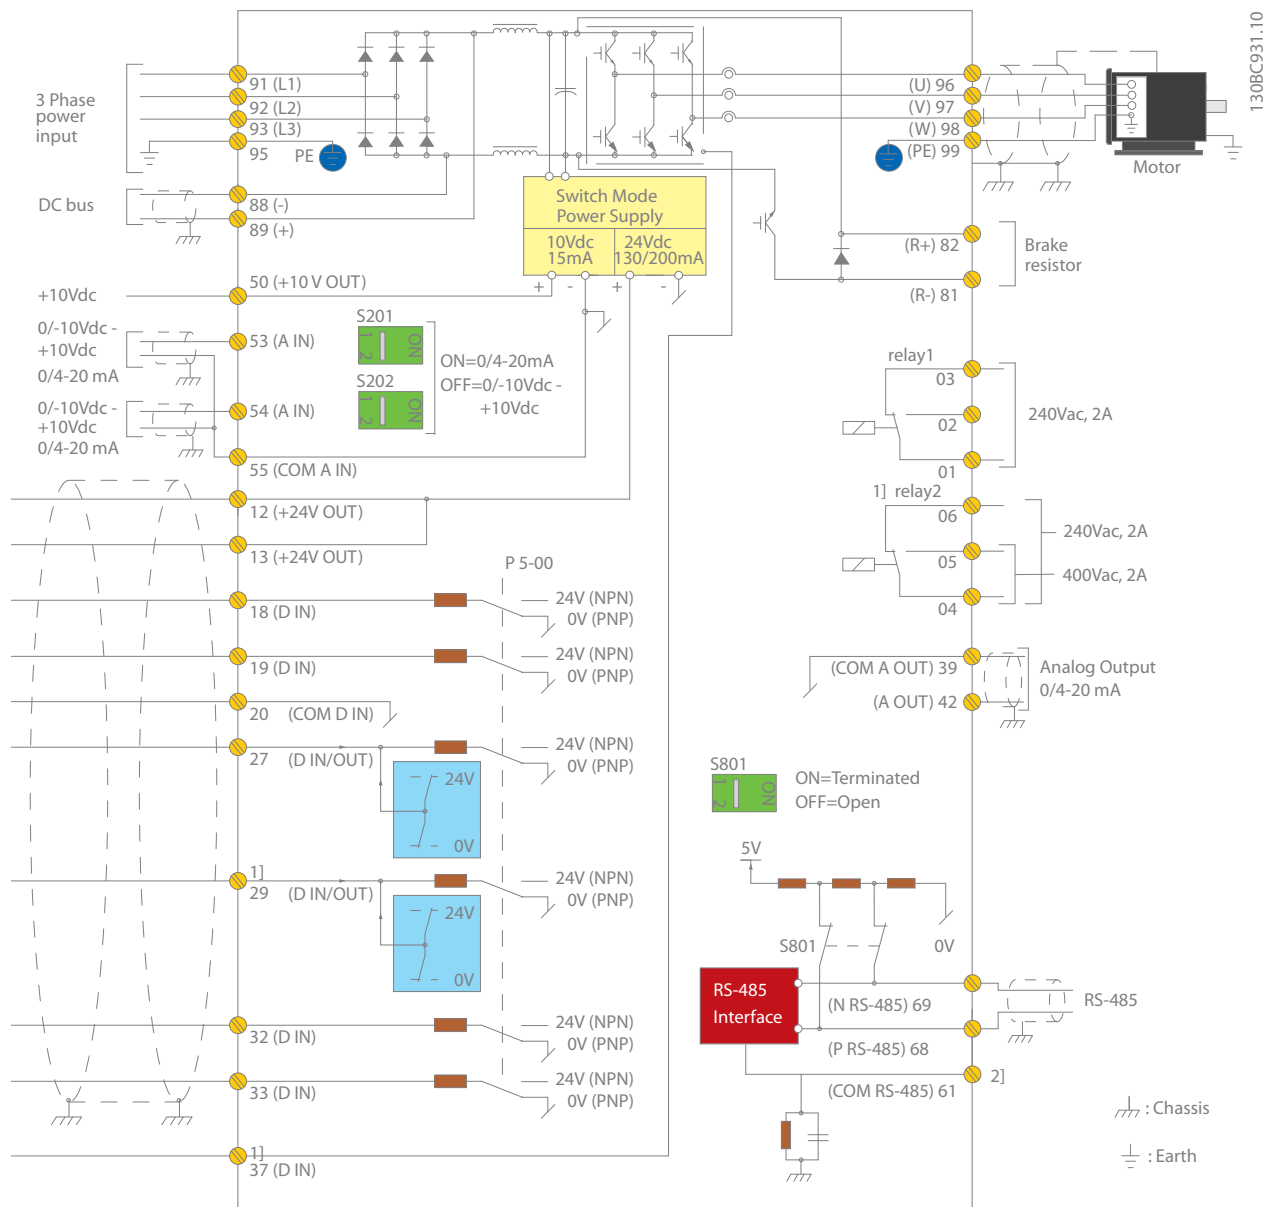 130BC931.10
3 Phase
power
input
91 (L1)
92 (L2)
93 (L3)
95
PE
DC bus
88 (-)
89 (+)
+10Vdc
50 (+10 V OUT)
0/-10Vdc -
+10Vdc
0/4-20 mA
53 (A IN)
0/-10Vdc -
+10Vdc
0/4-20 mA
54 (A IN)
55 (COM A IN)
12 (+24V OUT)
13 (+24V OUT)
18 (D IN)
19 (D IN)
20 (COM D IN)
27 (D IN/OUT)
24V
0V
1]
29 (D IN/OUT)
24V
0V
32 (D IN)
33 (D IN)
1]
37 (D IN)
Switch Mode
Power Supply
10Vdc
15mA
24Vdc
130/200mA
+ - + -
S201
1 2 ON
S202
1 2 ON
ON=0/4-20mA
OFF=0/-10Vdc -
+10Vdc
P 5-00
24V (NPN)
0V (PNP)
24V (NPN)
0V (PNP)
24V (NPN)
0V (PNP)
24V (NPN)
0V (PNP)
24V (NPN)
0V (PNP)
24V (NPN)
0V (PNP)
(U) 96
(V) 97
(W) 98
(PE) 99
Motor
(R+) 82
(R-) 81
Brake
resistor
relay1
03
02
01
240Vac, 2A
1] relay2
06
05
04
240Vac, 2A
400Vac, 2A
(COM A OUT) 39
(A OUT) 42
Analog Output
0/4-20 mA
S801
1 2 ON
ON=Terminated
OFF=Open
5V
S801
0V
RS-485
Interface
(N RS-485) 69
(P RS-485) 68
(COM RS-485) 61
RS-485
2]
: Chassis
: Earth